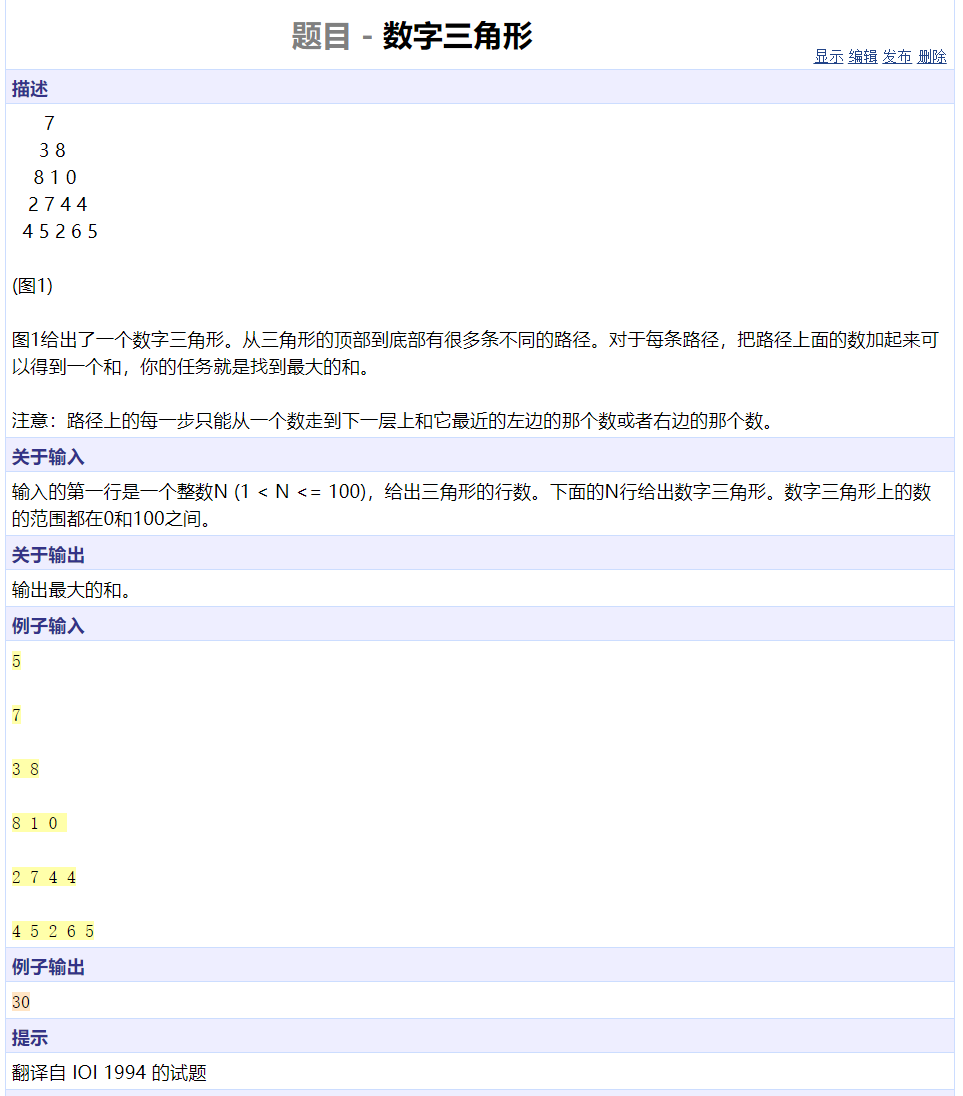 题目 - 数字三角形
显示 编辑 发布 删除
描述
7
3 8
8 1 0
2 7 4 4
4 5 2 6 5
(图1)
图1给出了一个数字三角形。从三角形的顶部到底部有很多条不同的路径。对于每条路径，把路径上面的数加起来可
以得到一个和，你的任务就是找到最大的和。
注意：路径上的每一步只能从一个数走到下一层上和它最近的左边的那个数或者右边的那个数。
关于输入
输入的第一行是一个整数N (1 < N <= 100)，给出三角形的行数。下面的N行给出数字三角形。数字三角形上的数
的范围都在0和100之间。
关于输出
输出最大的和。
例子输入
5
7
3 8
8 1 0
2 7 4 4
4 5 2 6 5
例子输出
30
提示
翻译自 IOI 1994 的试题